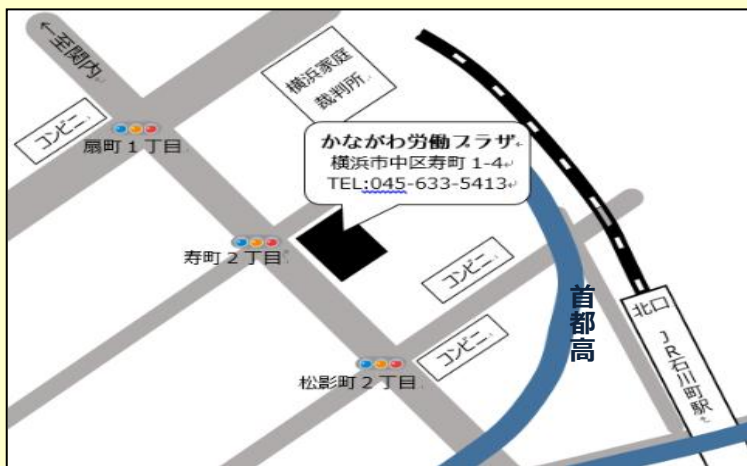 ←至関内
横浜家庭
裁判所
コンビニ
扇町1丁目
かながわ労働プラザ
横浜市中区寿町 1-4
TEL:045-633-5413
寿町2丁目
コンビニ
首都高
北口
JR石川町駅
コンビニ
松影町2丁目